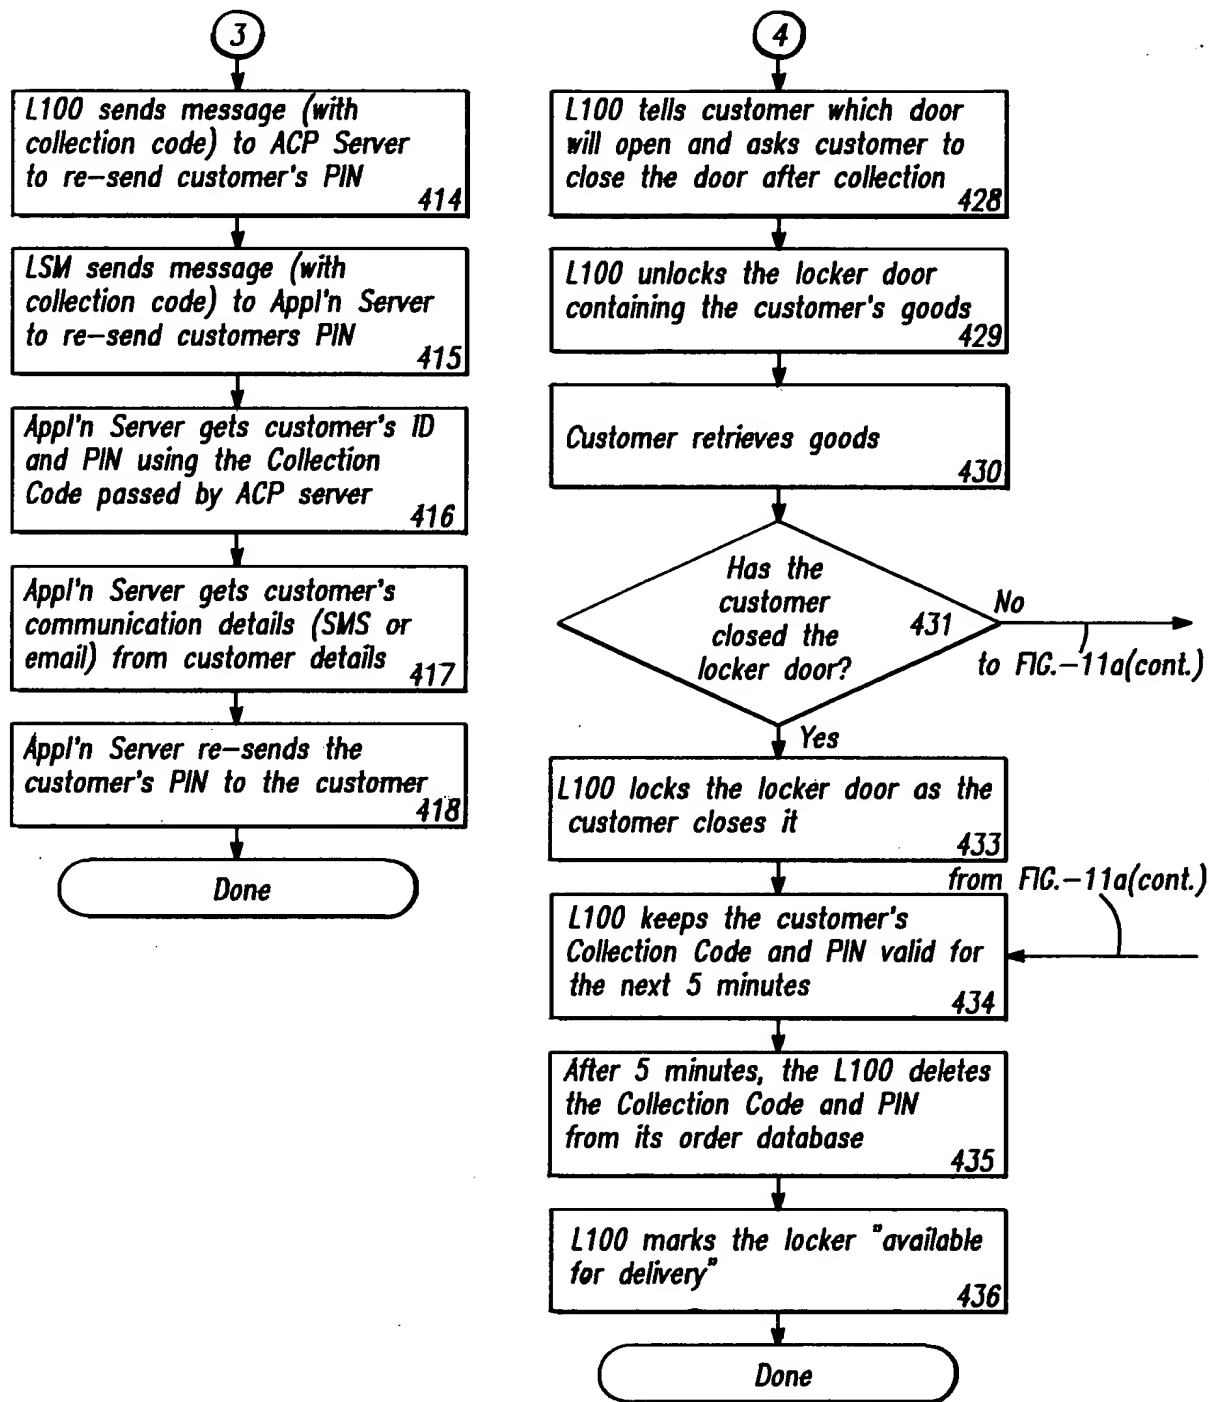 3
L100 sends message (with
collection code) to ACP Server
to re-send customer's PIN
414
LSM sends message (with
collection code) to Appl'n Server
to re-send customers PIN
415
Appl'n Server gets customer's ID
and PIN using the Collection
Code passed by ACP server
416
Appl'n Server gets customer's
communication details (SMS or
email) from customer details
417
Appl'n Server re-sends the
customer's PIN to the customer
418
Done
4
L100 tells customer which door
will open and asks customer to
close the door after collection
428
L100 unlocks the locker door
containing the customer's goods
429
Customer retrieves goods
430
Has the
customer
closed the
locker door?
431
No
to FIG.-11a(cont.)
Yes
L100 locks the locker door as the
customer closes it
433
from FIG.-11a(cont.)
L100 keeps the customer's
Collection Code and PIN valid for
the next 5 minutes
434
After 5 minutes, the L100 deletes
the Collection Code and PIN
from its order database
435
L100 marks the locker "available
for delivery"
436
Done